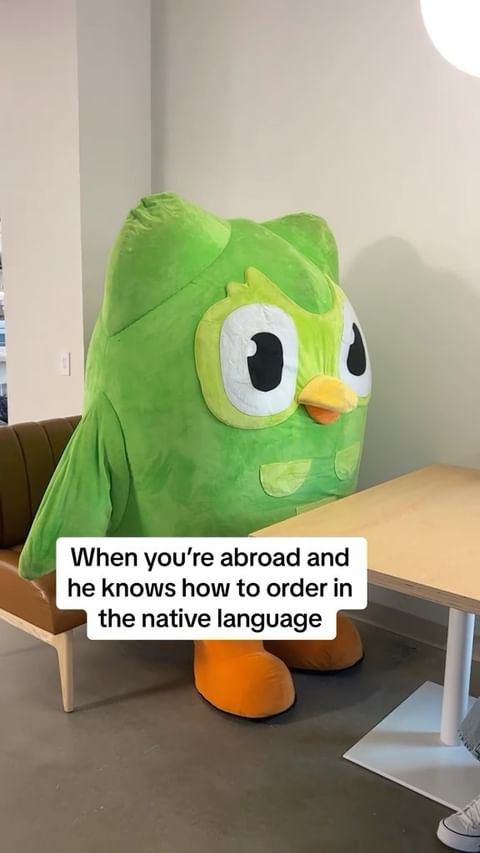 When you’re abroad and
he knows how to order in
the native language